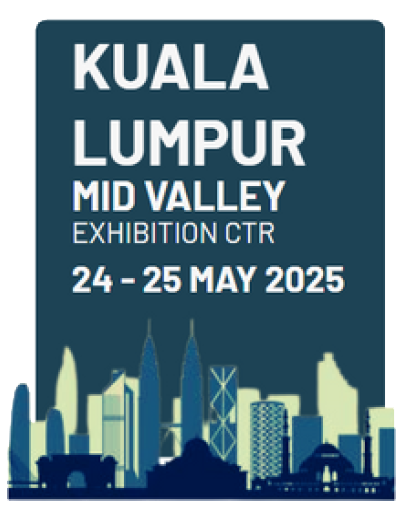 KUALA
LUMPUR
MID VALLEY
EXHIBITION CTR
24 - 25 MAY 2025